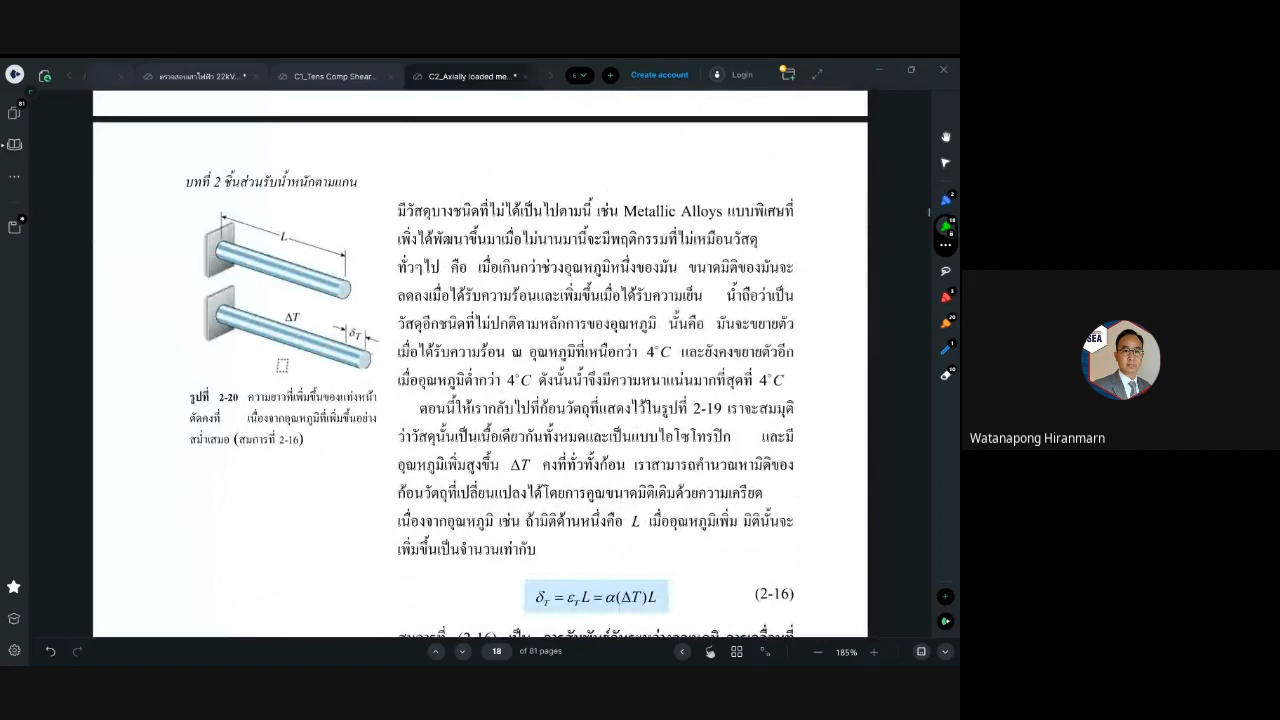 ตรวจสอบเสาไฟฟ้า 22kV...*
C1_Tens Comp Shear...
C2_Axially loaded me...*
6
Create account
Login
81
บทที่ 2 ชิ้นส่วนรับน้ำหนักตามแกน
L
ΔT
δT
รูปที่ 2-20 ความยาวที่เพิ่มขึ้นของแท่งหน้า
ตัดคงที่ เนื่องจากอุณหภูมิที่เพิ่มขึ้นอย่าง
สม่ำเสมอ (สมการที่ 2-16)
มีวัสดุบางชนิดที่ไม่ได้เป็นไปตามนี้ เช่น Metallic Alloys แบบพิเศษที่
เพิ่งได้พัฒนาขึ้นมาเมื่อไม่นานมานี้จะมีพฤติกรรมที่ไม่เหมือนวัสดุ
ทั่วๆไป คือ เมื่อเกินกว่าช่วงอุณหภูมิหนึ่งของมัน ขนาดมิติของมันจะ
ลดลงเมื่อได้รับความร้อนและเพิ่มขึ้นเมื่อได้รับความเย็น น้ำถือว่าเป็น
วัสดุอีกชนิดที่ไม่ปกติตามหลักการของอุณหภูมิ นั้นคือ มันจะขยายตัว
เมื่อได้รับความร้อน ณ อุณหภูมิที่เหนือกว่า 4°C และยังคงขยายตัวอีก
เมื่ออุณหภูมิต่ำกว่า 4°C ดังนั้นน้ำจึงมีความหนาแน่นมากที่สุดที่ 4°C
ตอนนี้ให้เรากลับไปที่ก้อนวัตถุที่แสดงไว้ในรูปที่ 2-19 เราจะสมมุติ
ว่าวัสดุนั้นเป็นเนื้อเดียวกันทั้งหมดและเป็นแบบไอโซโทรปิก และมี
อุณหภูมิเพิ่มสูงขึ้น ΔT คงที่ทั่วทั้งก้อน เราสามารถคำนวณหามิติของ
ก้อนวัตถุที่เปลี่ยนแปลงได้โดยการคูณขนาดมิติเดิมด้วยความเครียด
เนื่องจากอุณหภูมิ เช่น ถ้ามิติด้านหนึ่งคือ L เมื่ออุณหภูมิเพิ่ม มิตินั้นจะ
เพิ่มขึ้นเป็นจำนวนเท่ากับ
δT = εT L = α(ΔT)L (2-16)
สมการที่ (2-16) เป็น
18 of 81 pages
185%
SEA
Watanapong Hiranmarn